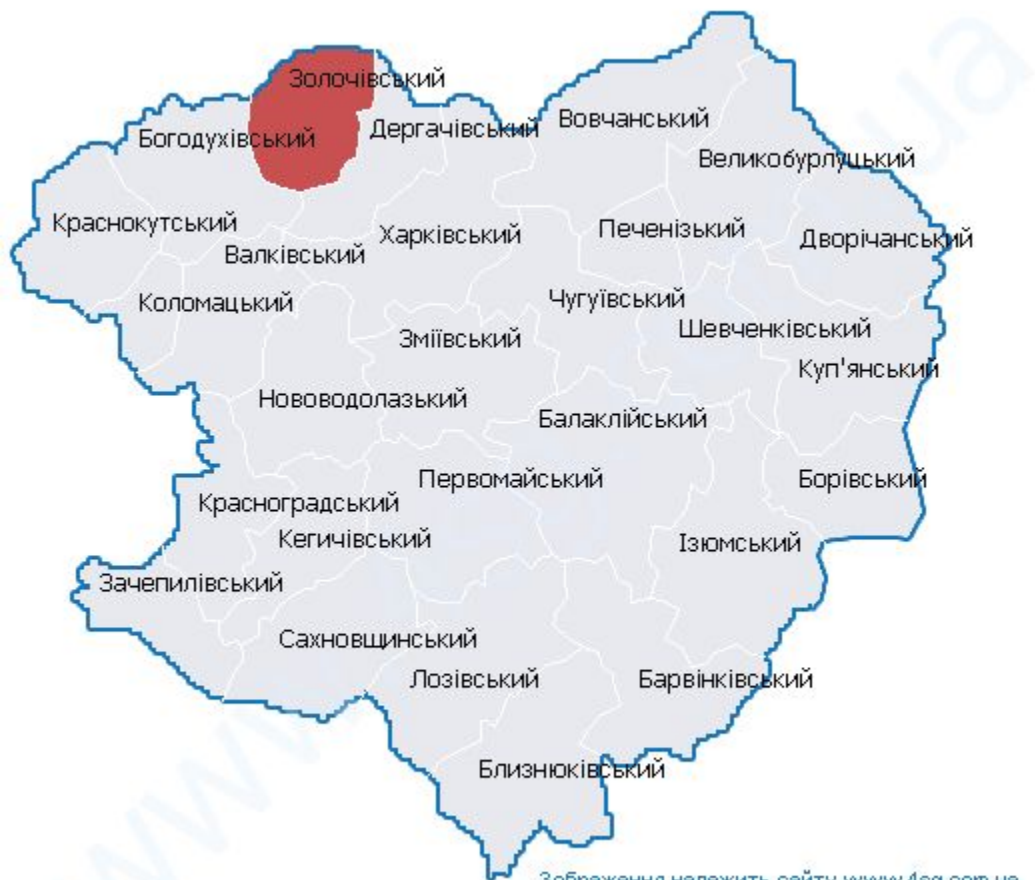 Золочівський
Дергачівський
Вовчанський
Богодухівський
Великобурлуцький
Краснокутський
Харківський
Печенізький
Дворічанський
Валківський
Коломацький
Чугуївський
Шевченківський
Зміївський
Куп'янський
Нововодолазький
Балаклійський
Первомайський
Борівський
Красноградський
Кегичівський
Ізюмський
Зачепилівський
Сахновщинський
Лозівський
Барвінківський
Близнюківський